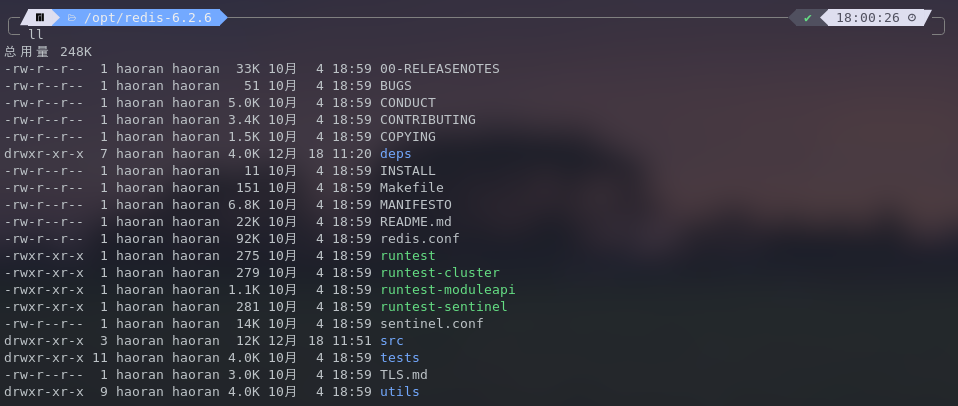 /opt/redis-6.2.6 ✔ 18:00:26
ll
总用量 248K
-rw-r--r-- 1 haoran haoran 33K 10月 4 18:59 00-RELEASENOTES
-rw-r--r-- 1 haoran haoran 51 10月 4 18:59 BUGS
-rw-r--r-- 1 haoran haoran 5.0K 10月 4 18:59 CONDUCT
-rw-r--r-- 1 haoran haoran 3.4K 10月 4 18:59 CONTRIBUTING
-rw-r--r-- 1 haoran haoran 1.5K 10月 4 18:59 COPYING
drwxr-xr-x 7 haoran haoran 4.0K 12月 18 11:20 deps
-rw-r--r-- 1 haoran haoran 11 10月 4 18:59 INSTALL
-rw-r--r-- 1 haoran haoran 151 10月 4 18:59 Makefile
-rw-r--r-- 1 haoran haoran 6.8K 10月 4 18:59 MANIFESTO
-rw-r--r-- 1 haoran haoran 22K 10月 4 18:59 README.md
-rw-r--r-- 1 haoran haoran 92K 10月 4 18:59 redis.conf
-rwxr-xr-x 1 haoran haoran 275 10月 4 18:59 runtest
-rwxr-xr-x 1 haoran haoran 279 10月 4 18:59 runtest-cluster
-rwxr-xr-x 1 haoran haoran 1.1K 10月 4 18:59 runtest-moduleapi
-rwxr-xr-x 1 haoran haoran 281 10月 4 18:59 runtest-sentinel
-rw-r--r-- 1 haoran haoran 14K 10月 4 18:59 sentinel.conf
drwxr-xr-x 3 haoran haoran 12K 12月 18 11:51 src
drwxr-xr-x 11 haoran haoran 4.0K 10月 4 18:59 tests
-rw-r--r-- 1 haoran haoran 3.0K 10月 4 18:59 TLS.md
drwxr-xr-x 9 haoran haoran 4.0K 10月 4 18:59 utils